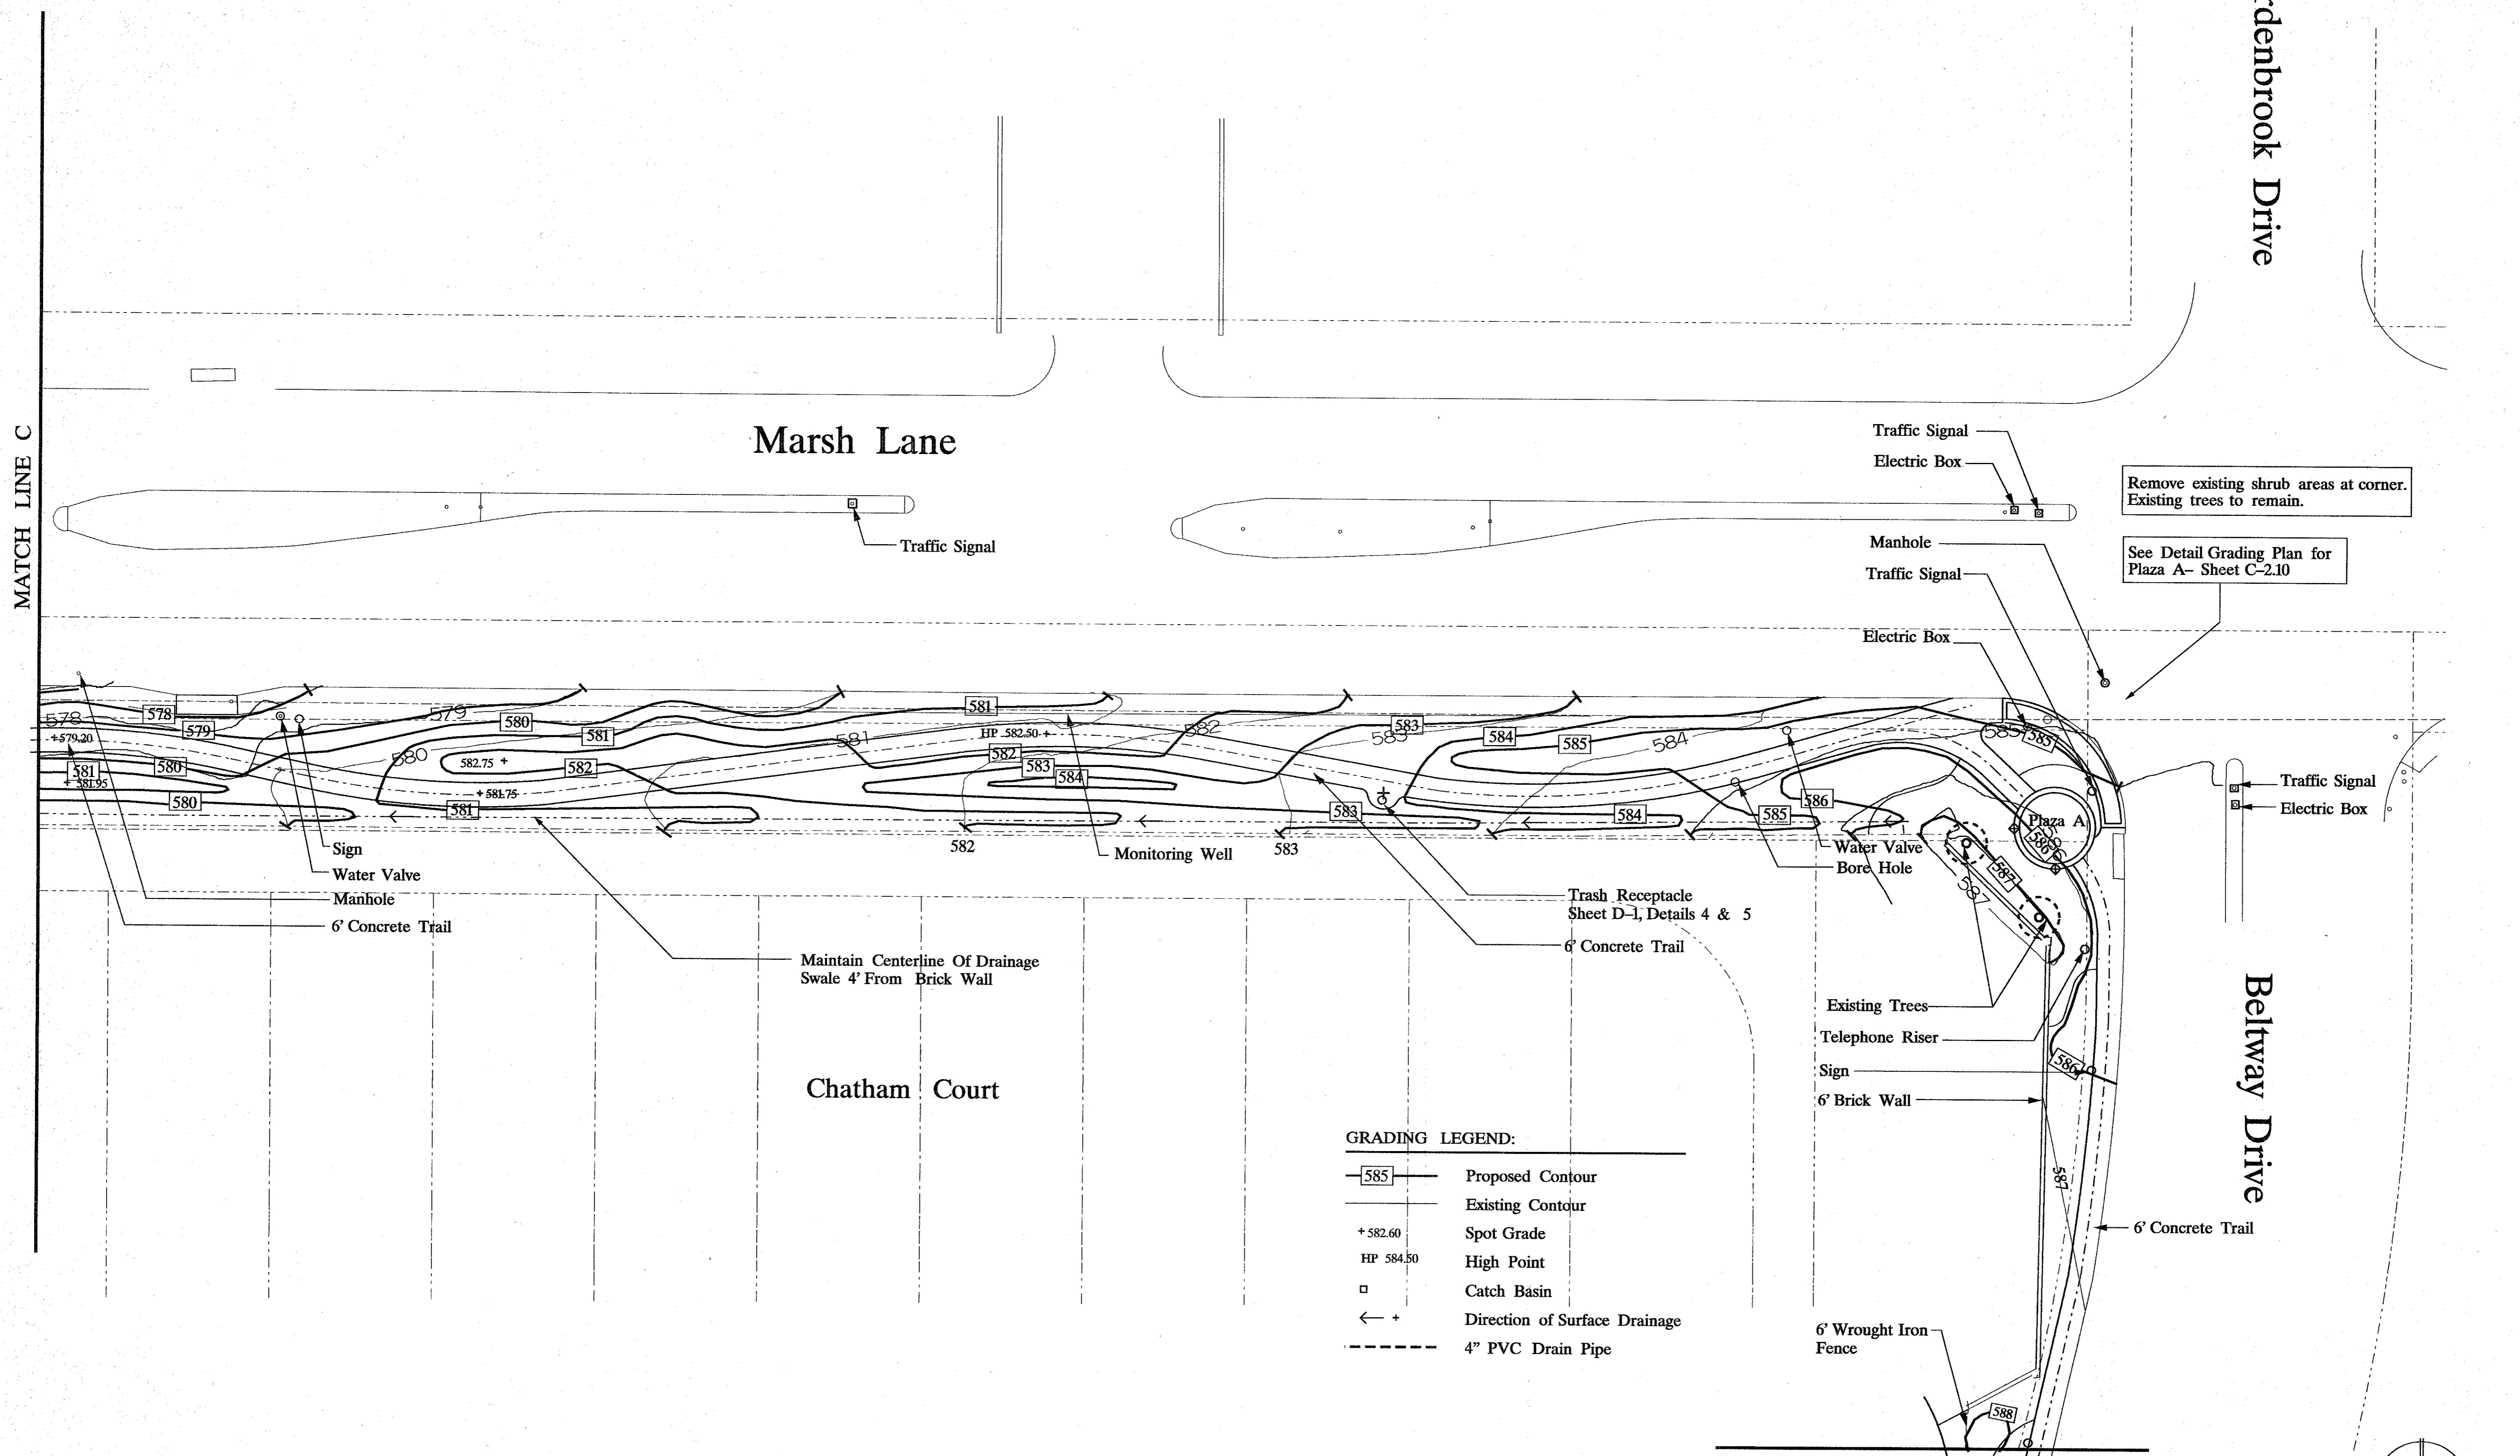 rdenbrook Drive
MATCH LINE C
Marsh Lane
Traffic Signal
Electric Box
Remove existing shrub areas at corner.
Existing trees to remain.
Traffic Signal
Manhole
See Detail Grading Plan for
Plaza A– Sheet C–2.10
Traffic Signal
Electric Box
578
578
579
579
580
581
580
581
581
HP 582.50 +
582
583
583
584
585
584
585
585
+579.20
581
+ 581.95
580
580
582.75 +
582
+581.75
581
582
583
584
583
584
585
586
Plaza A
586
587
587
Traffic Signal
Electric Box
582
583
Sign
Water Valve
Manhole
6' Concrete Trail
Monitoring Well
Water Valve
Bore Hole
Trash Receptacle
Sheet D–1, Details 4 & 5
6' Concrete Trail
Maintain Centerline Of Drainage
Swale 4' From Brick Wall
Existing Trees
Telephone Riser
Sign
586
6' Brick Wall
Chatham Court
Beltway Drive
587
6' Concrete Trail
GRADING LEGEND:
585 Proposed Contour
Existing Contour
+ 582.60 Spot Grade
HP 584.50 High Point
Catch Basin
← + Direction of Surface Drainage
4" PVC Drain Pipe
6' Wrought Iron
Fence
588